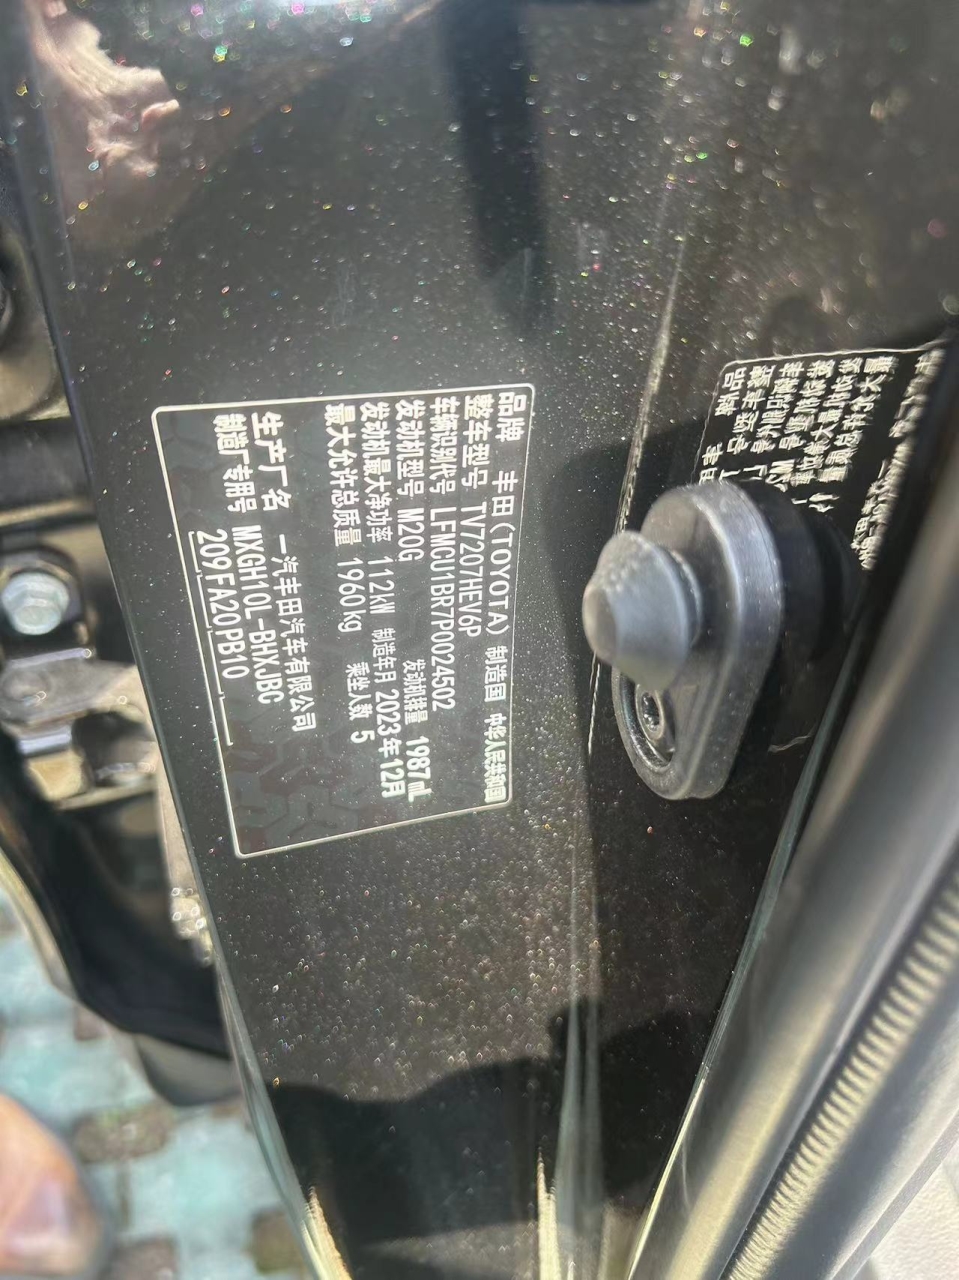 品牌 丰田(TOYOTA) 制造国 中华人民共和国
整车型号 TV7207HEV6P
车辆识别代号 LFMCU1BR7P0024502
发动机型号 M20G 发动机排量 1987mL
发动机最大净功率 112kW 制造年月 2023年12月
最大允许总质量 1960kg 乘坐人数 5
生产厂名 一汽丰田汽车有限公司
制造厂专用号 MXGH10L-BHXJBC
209FA20PB10